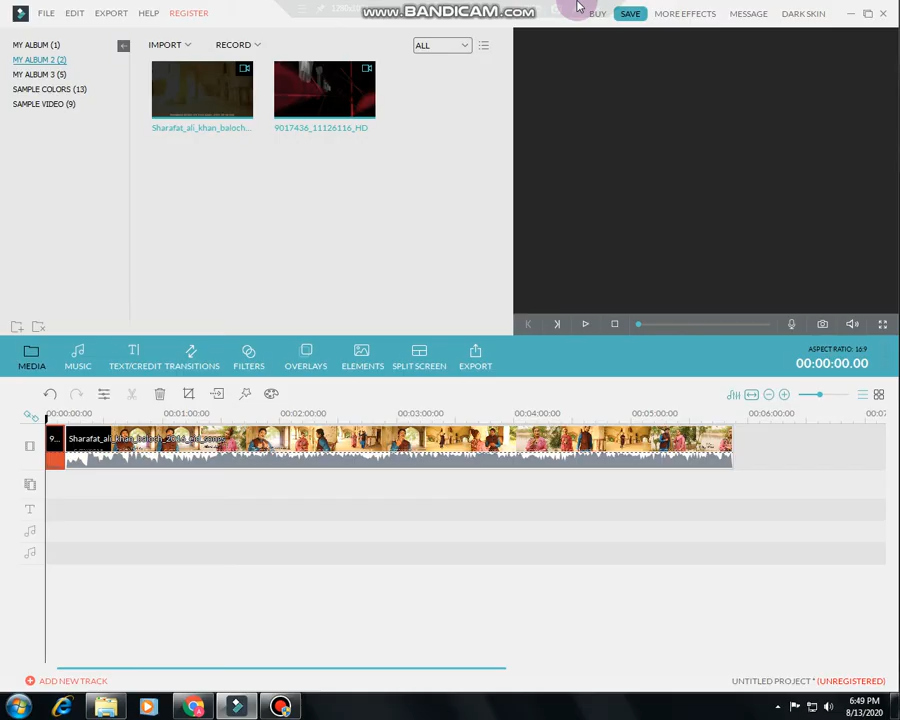 FILE EDIT EXPORT HELP REGISTER
www.BANDICAM.com
BUY SAVE MORE EFFECTS MESSAGE DARK SKIN
MY ALBUM (1)
MY ALBUM 2 (2)
MY ALBUM 3 (5)
SAMPLE COLORS (13)
SAMPLE VIDEO (9)
IMPORT RECORD ALL
Sharafat_ali_khan_baloch... 9017436_11126116_HD
MEDIA MUSIC TEXT/CREDIT TRANSITIONS FILTERS OVERLAYS ELEMENTS SPLIT SCREEN EXPORT
ASPECT RATIO: 16:9
00:00:00.00
00:00:00:00 00:01:00:00 00:02:00:00 00:03:00:00 00:04:00:00 00:05:00:00 00:06:00:00 00:07
9... Sharafat_ali_khan_baloch_2016_eid_songs
ADD NEW TRACK
UNTITLED PROJECT * (UNREGISTERED)
6:49 PM
8/13/2020